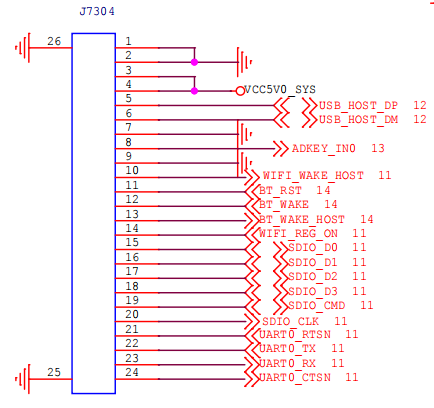 J7304
26 1
2
3
4 VCC5V0_SYS
5 USB_HOST_DP 12
6 USB_HOST_DM 12
7
8 ADKEY_IN0 13
9
10 WIFI_WAKE_HOST 11
11 BT_RST 14
12 BT_WAKE 14
13 BT_WAKE_HOST 14
14 WIFI_REG_ON 11
15 SDIO_D0 11
16 SDIO_D1 11
17 SDIO_D2 11
18 SDIO_D3 11
19 SDIO_CMD 11
20 SDIO_CLK 11
21 UART0_RTSN 11
22 UART0_TX 11
23 UART0_RX 11
25 24 UART0_CTSN 11